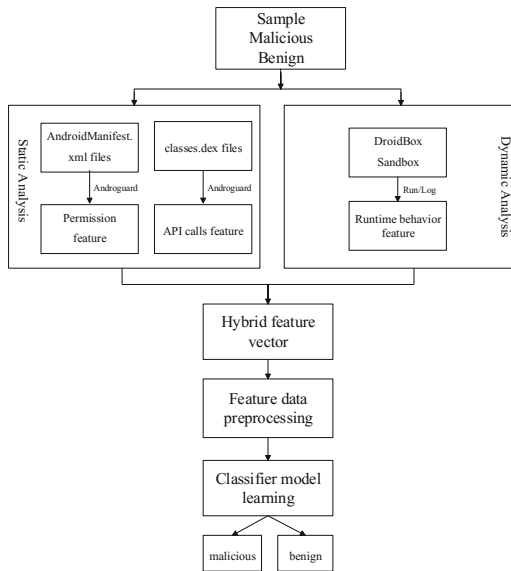 Sample
Malicious
Benign
Static Analysis
AndroidManifest.
xml files
Androguard
Permission
feature
classes.dex files
Androguard
API calls feature
DroidBox
Sandbox
Run/Log
Runtime behavior
feature
Dynamic Analysis
Hybrid feature
vector
Feature data
preprocessing
Classifier model
learning
malicious
benign